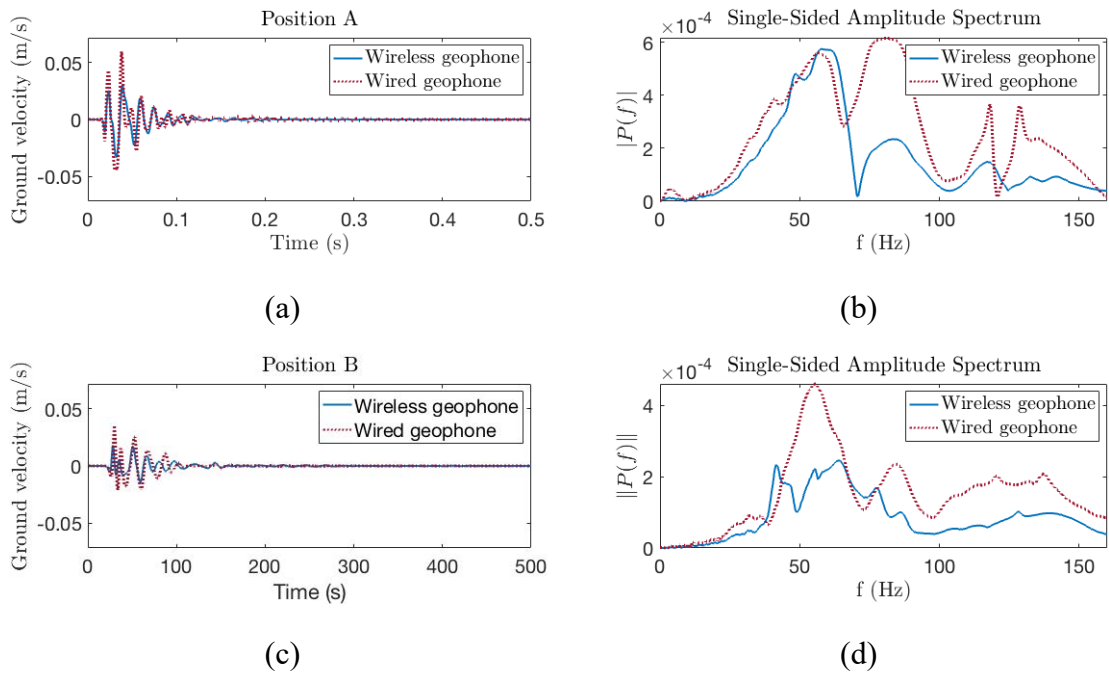 Position A
Ground velocity (m/s)
0.05
0
-0.05
Wireless geophone
Wired geophone
0 0.1 0.2 0.3 0.4 0.5
Time (s)
(a)
×10-4 Single-Sided Amplitude Spectrum
|P(f)|
6
4
2
0
Wireless geophone
Wired geophone
0 50 100 150
f (Hz)
(b)
Position B
Ground velocity (m/s)
0.05
0
-0.05
Wireless geophone
Wired geophone
0 100 200 300 400 500
Time (s)
(c)
×10-4 Single-Sided Amplitude Spectrum
||P(f)||
4
2
0
Wireless geophone
Wired geophone
0 50 100 150
f (Hz)
(d)